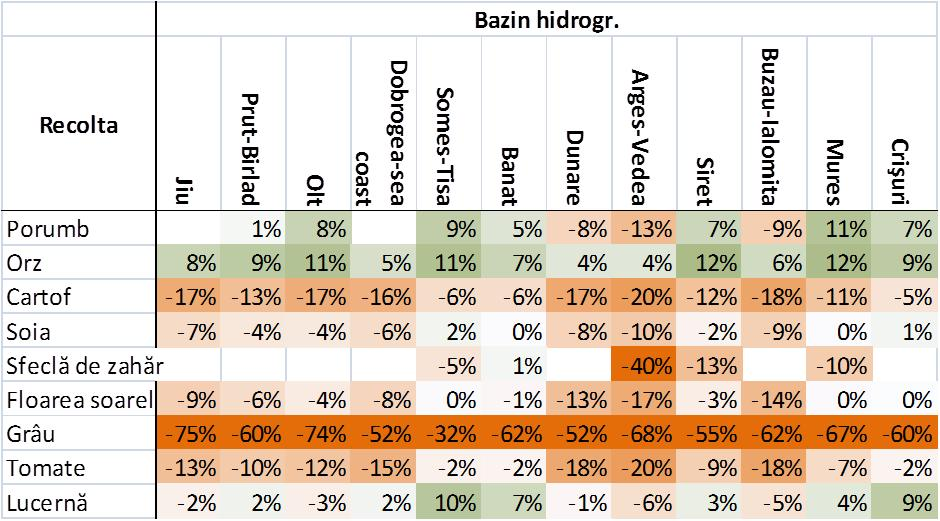 Bazin hidrogr.
Recolta Jiu Prut-Birlad Olt Dobrogea-sea coast Somes-Tisa Banat Dunare Arges-Vedea Siret Buzau-Ialomita Mures Crişuri
Porumb 1% 8% 9% 5% -8% -13% 7% -9% 11% 7%
Orz 8% 9% 11% 5% 11% 7% 4% 4% 12% 6% 12% 9%
Cartof -17% -13% -17% -16% -6% -6% -17% -20% -12% -18% -11% -5%
Soia -7% -4% -4% -6% 2% 0% -8% -10% -2% -9% 0% 1%
Sfeclă de zahăr -5% 1% -40% -13% -10%
Floarea soarel -9% -6% -4% -8% 0% -1% -13% -17% -3% -14% 0% 0%
Grâu -75% -60% -74% -52% -32% -62% -52% -68% -55% -62% -67% -60%
Tomate -13% -10% -12% -15% -2% -2% -18% -20% -9% -18% -7% -2%
Lucernă -2% 2% -3% 2% 10% 7% -1% -6% 3% -5% 4% 9%